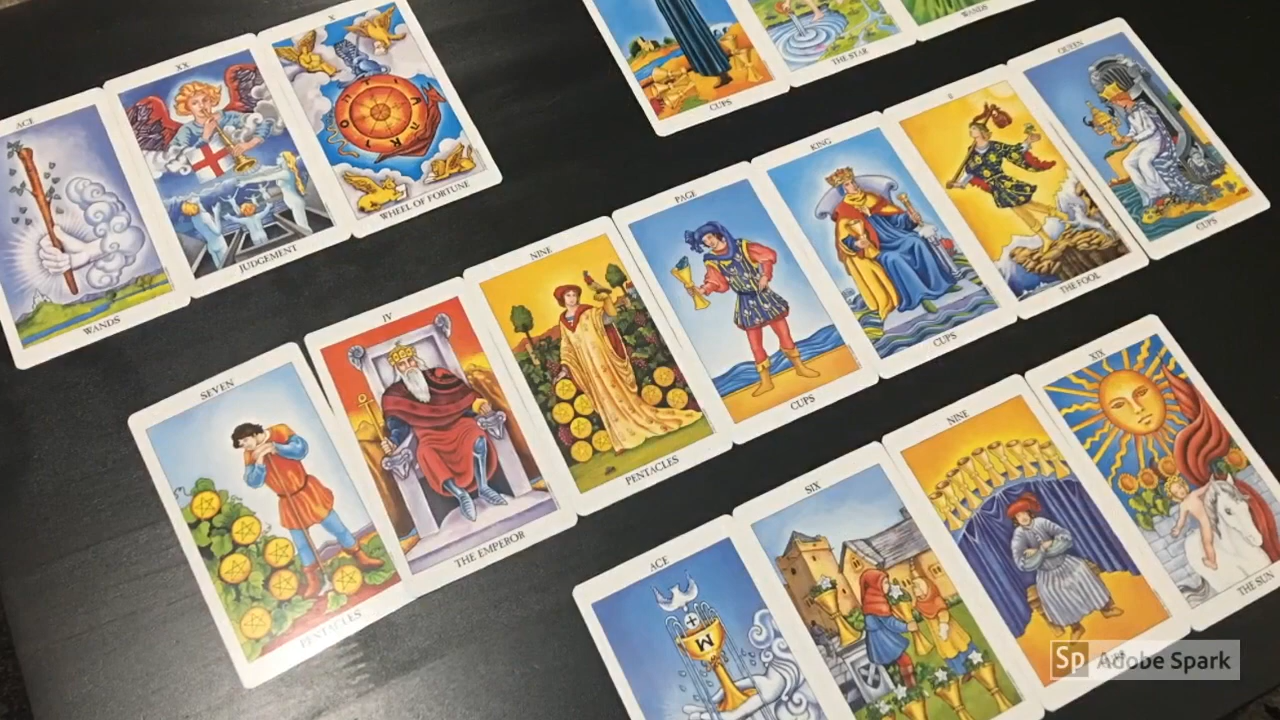 ACE
WANDS
XX
JUDGEMENT
X
WHEEL OF FORTUNE
CUPS
THE STAR
WANDS
SEVEN
PENTACLES
IV
THE EMPEROR
NINE
PENTACLES
PAGE
CUPS
KING
CUPS
THE FOOL
QUEEN
CUPS
ACE
M
SIX
NINE
XIX
THE SUN
Sp Adobe Spark